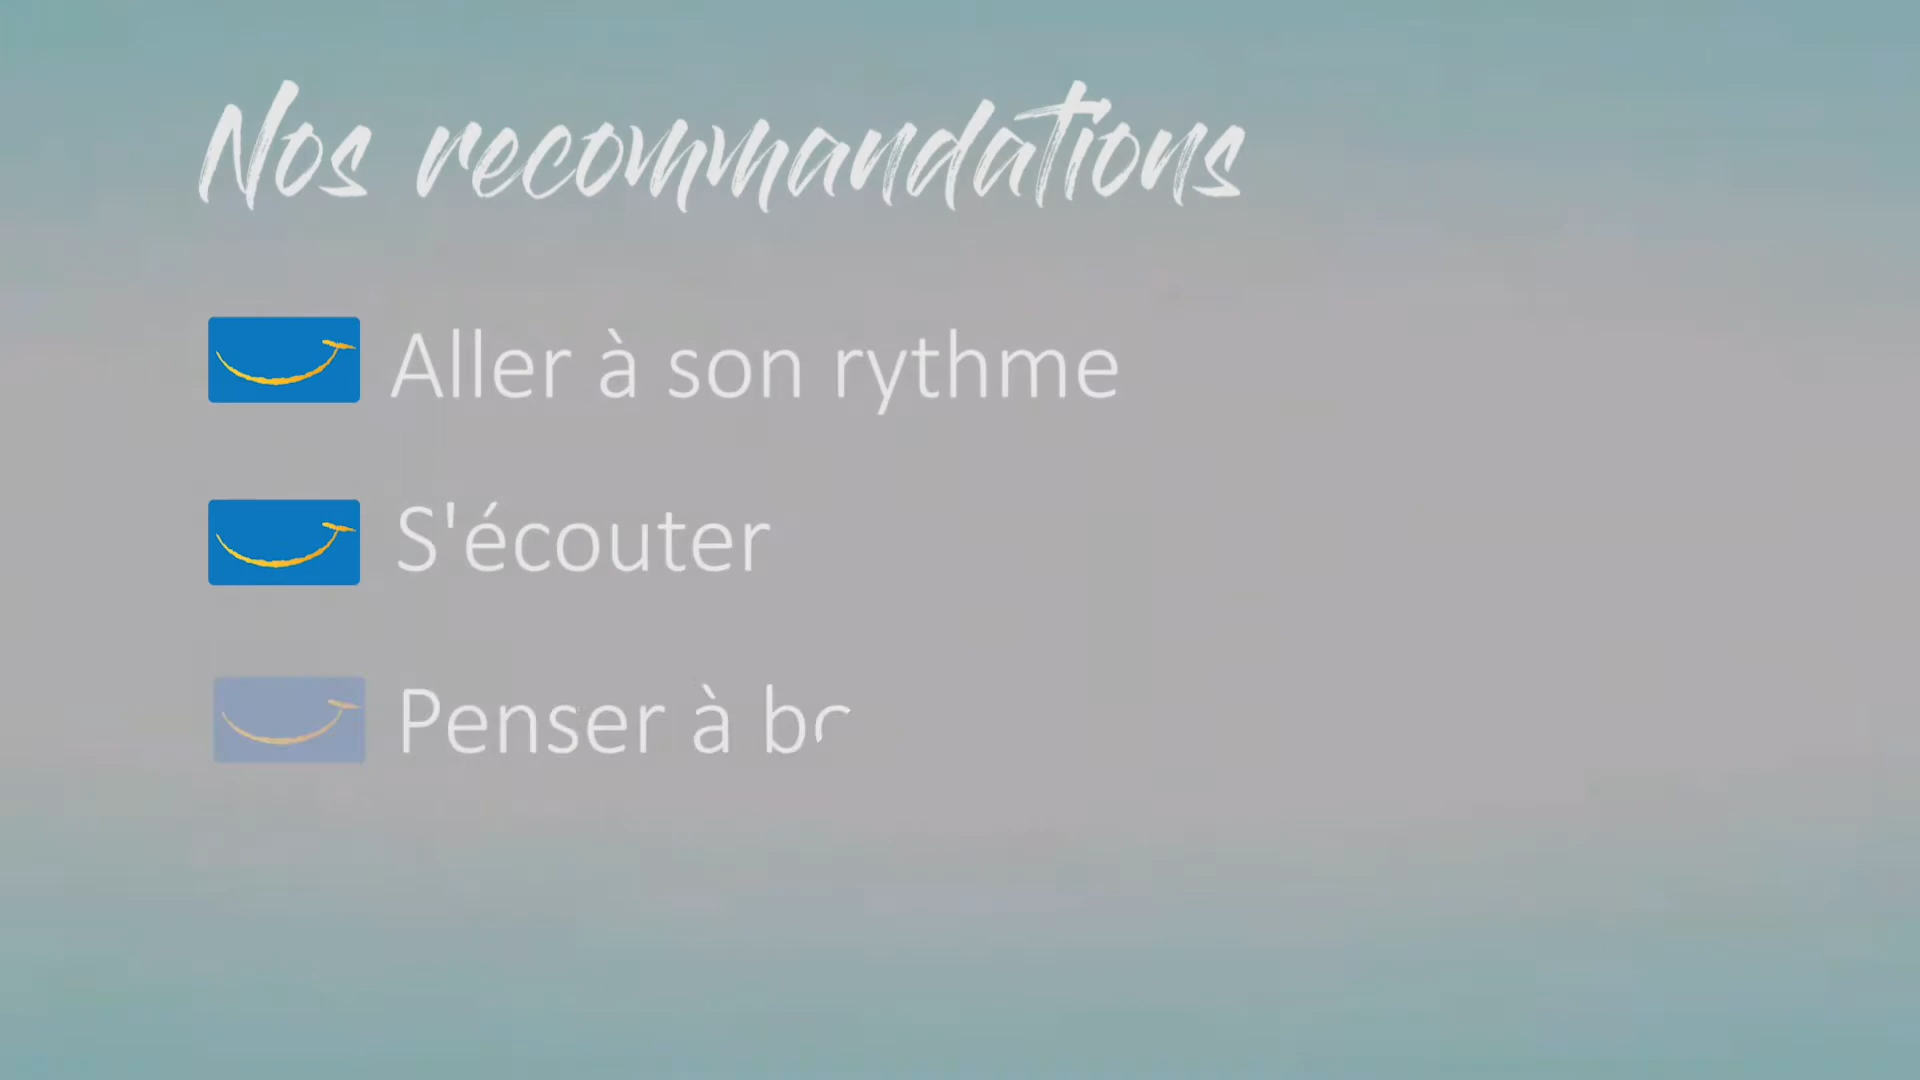 Nos recommandations
Aller à son rythme
S'écouter
Penser à